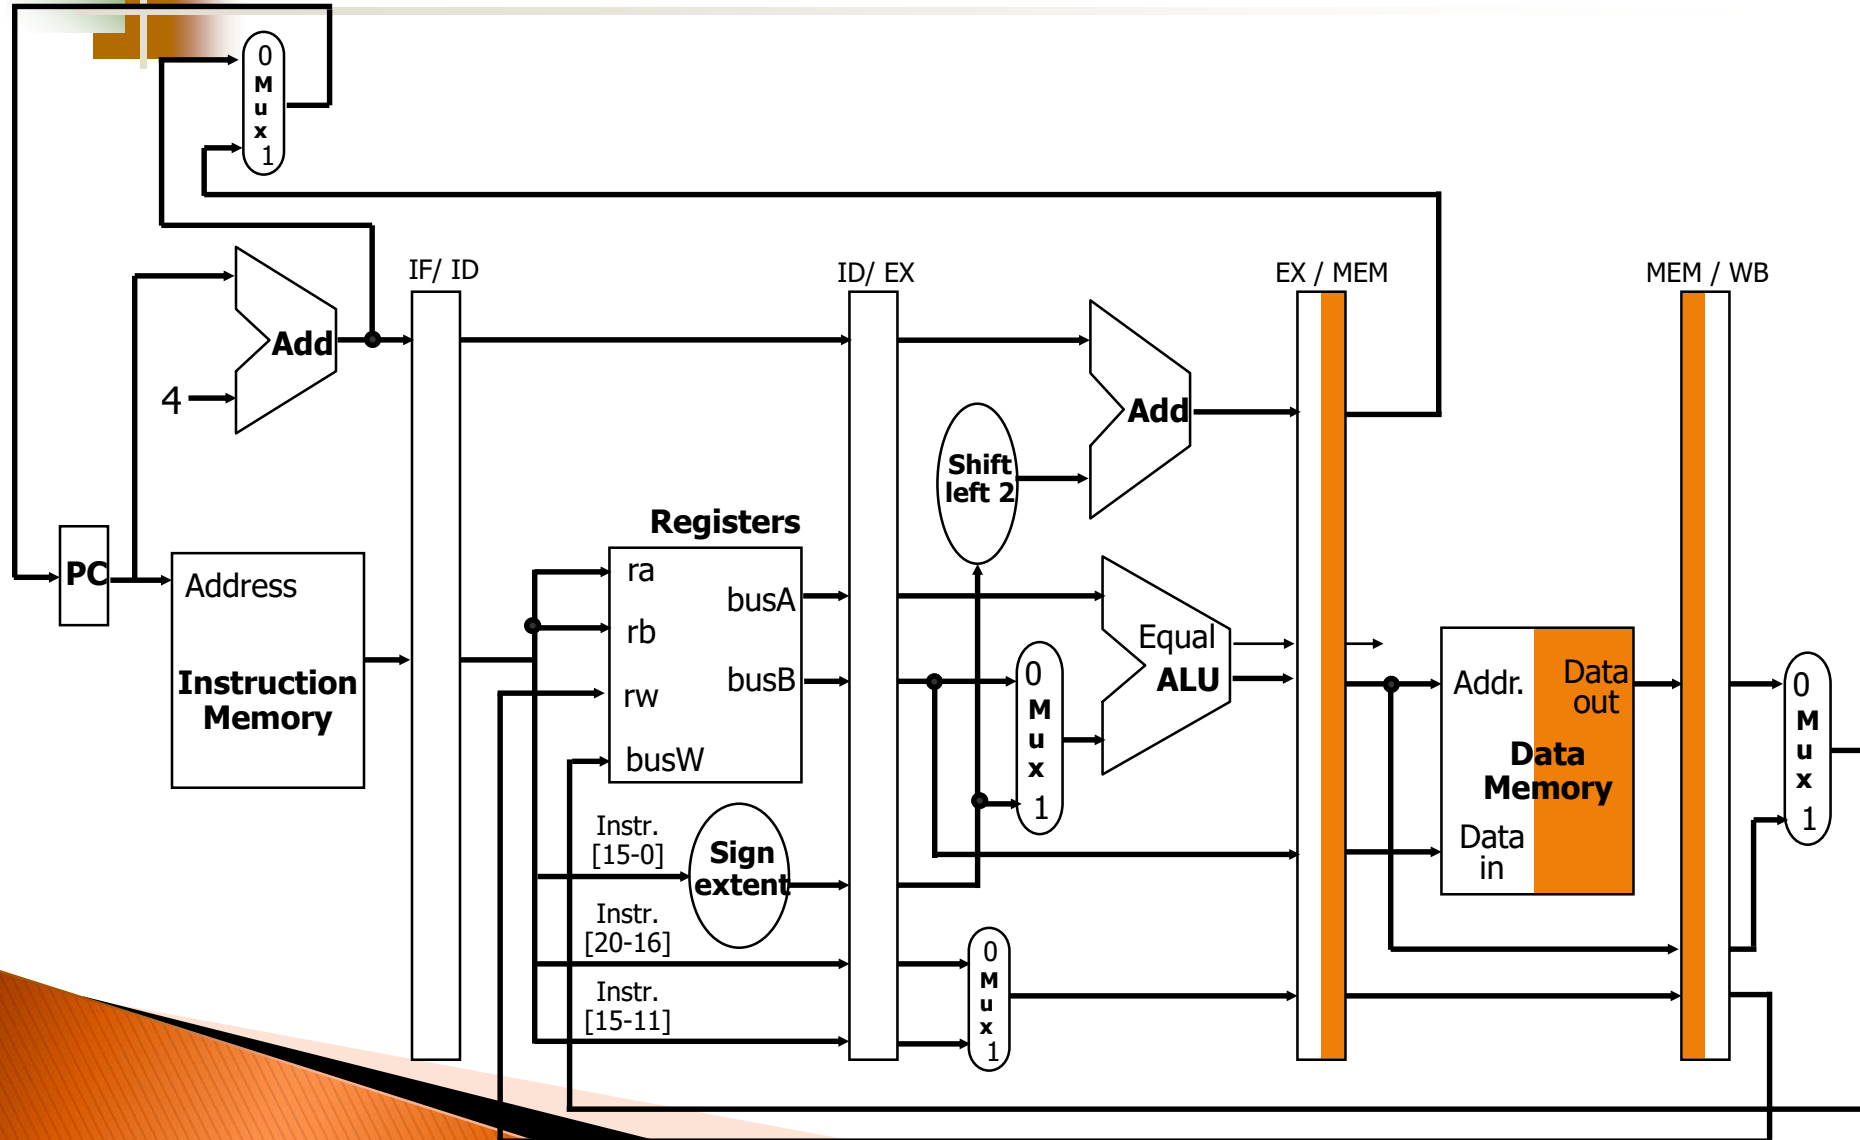 0
M
u
x
1
IF/ ID
ID/ EX
EX / MEM
MEM / WB
Add
4
Add
Shift
left 2
Registers
PC
Address
Instruction
Memory
ra
rb
rw
busW
busA
busB
Equal
ALU
0
M
u
x
1
Addr.
Data
out
Data
Memory
Data
in
0
M
u
x
1
Instr.
[15-0]
Sign
extent
Instr.
[20-16]
Instr.
[15-11]
0
M
u
x
1